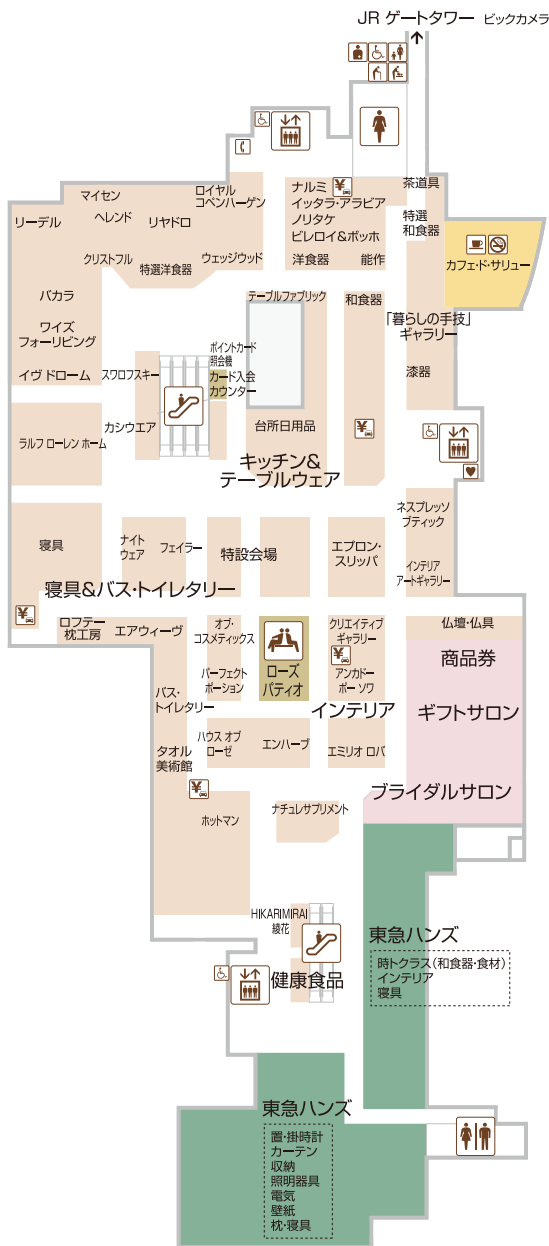 JR ゲートタワー ビックカメラ
マイセン
ロイヤル
コペンハーゲン
リーデル
ヘレンド
リヤドロ
クリストフル
特選洋食器
ウェッジウッド
ナルミ
イッタラ・アラビア
ノリタケ
ビレロイ&ボッホ
洋食器
能作
茶道具
特選
和食器
カフェ・ド・サリュー
バカラ
ワイズ
フォーリビング
イヴ ドローム
スワロフスキー
ポイントカード
照会機
カード入会
カウンター
テーブルファブリック
和食器
「暮らしの手技」
ギャラリー
漆器
ラルフ ローレン ホーム
カシウエア
台所日用品
キッチン&
テーブルウェア
ネスプレッソ
ブティック
寝具
ナイト
ウェア
フェイラー
特設会場
エプロン・
スリッパ
インテリア
アートギャラリー
寝具&バス・トイレタリー
ロフテー
枕工房
エアウィーヴ
オブ・
コスメティックス
ローズ
パティオ
クリエイティブ
ギャラリー
仏壇・仏具
商品券
パーフェクト
ポーション
アンカドー
ポー ソワ
バス・
トイレタリー
インテリア
ギフトサロン
タオル
美術館
ハウス オブ
ローゼ
エンハーブ
エミリオ ロバ
ブライダルサロン
ホットマン
ナチュレサプリメント
HIKARIMIRAI
綾花
健康食品
東急ハンズ
時トクラス(和食器・食材)
インテリア
寝具
東急ハンズ
置・掛時計
カーテン
収納
照明器具
電気
壁紙
枕・寝具